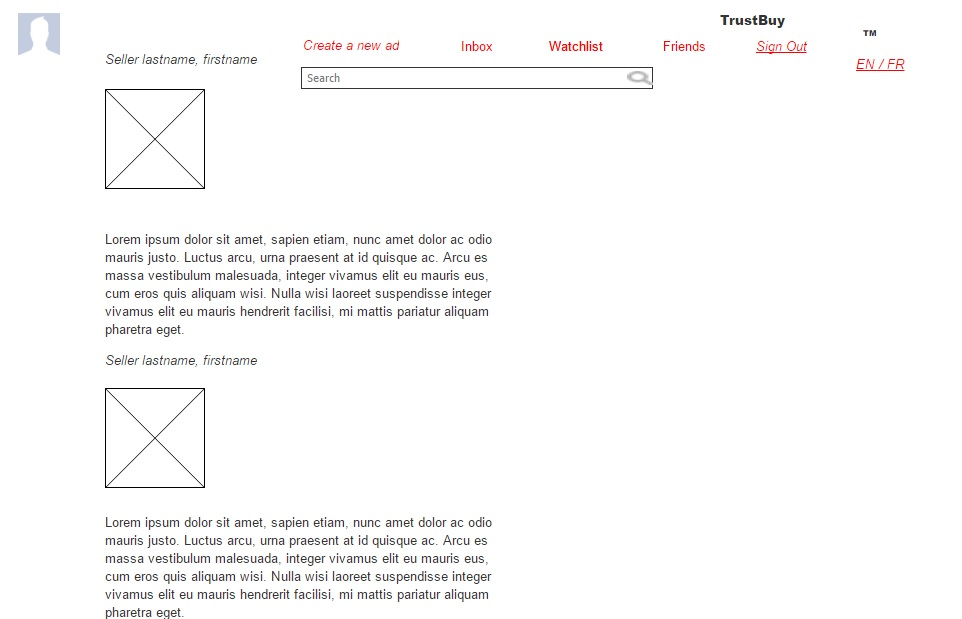 TrustBuy
TM
Create a new ad
Inbox
Watchlist
Friends
Sign Out
EN / FR
Search
Seller lastname, firstname
Lorem ipsum dolor sit amet, sapien etiam, nunc amet dolor ac odio
mauris justo. Luctus arcu, urna praesent at id quisque ac. Arcu es
massa vestibulum malesuada, integer vivamus elit eu mauris eus,
cum eros quis aliquam wisi. Nulla wisi laoreet suspendisse integer
vivamus elit eu mauris hendrerit facilisi, mi mattis pariatur aliquam
pharetra eget.
Seller lastname, firstname
Lorem ipsum dolor sit amet, sapien etiam, nunc amet dolor ac odio
mauris justo. Luctus arcu, urna praesent at id quisque ac. Arcu es
massa vestibulum malesuada, integer vivamus elit eu mauris eus,
cum eros quis aliquam wisi. Nulla wisi laoreet suspendisse integer
vivamus elit eu mauris hendrerit facilisi, mi mattis pariatur aliquam
pharetra eget.